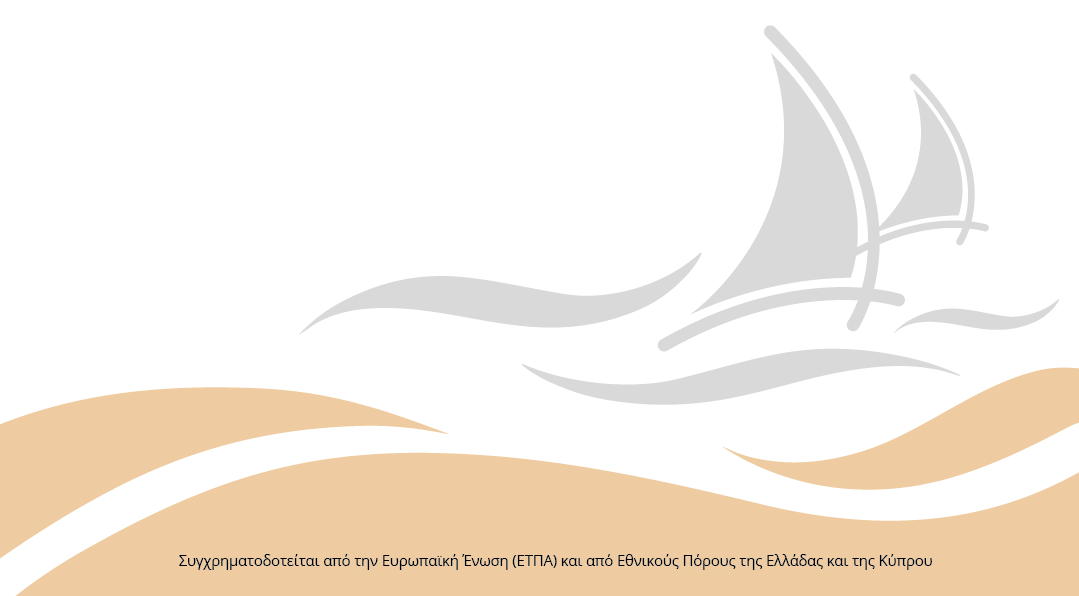 Συγχρηματοδοτείται από την Ευρωπαϊκή Ένωση (ΕΤΠΑ) και από Εθνικούς Πόρους της Ελλάδας και της Κύπρου